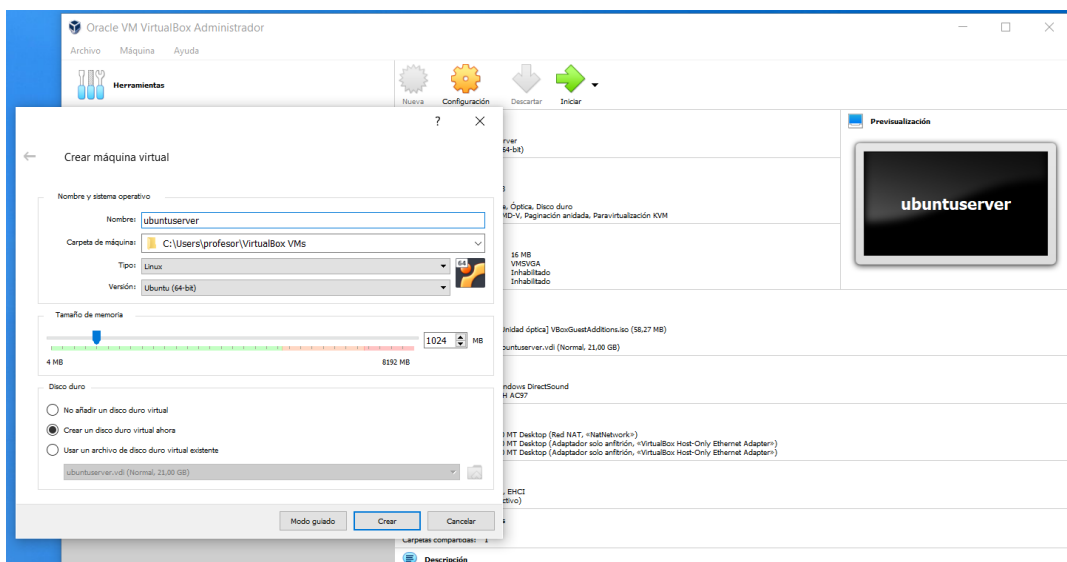 Oracle VM VirtualBox Administrador
Archivo Máquina Ayuda
Herramientas
Nueva Configuración Descartar Iniciar
? ×
Crear máquina virtual
Nombre y sistema operativo
Nombre: ubuntuserver
Carpeta de máquina: C:\Users\profesor\VirtualBox VMs
Tipo: Linux
64
Versión: Ubuntu (64-bit)
Tamaño de memoria
1024 MB
4 MB 8192 MB
Disco duro
No añadir un disco duro virtual
Crear un disco duro virtual ahora
Usar un archivo de disco duro virtual existente
ubuntuserver.vdi (Normal, 21,00 GB)
Modo guiado Crear Cancelar
rver
64-bit)
, Óptica, Disco duro
MD-V, Paginación anidada, Paravirtualización KVM
16 MB
VMSVGA
Inhabilitado
Inhabilitado
Unidad óptica] VBoxGuestAdditions.iso (58,27 MB)
buntuserver.vdi (Normal, 21,00 GB)
ndows DirectSound
H AC97
MT Desktop (Red NAT, «NatNetwork»)
MT Desktop (Adaptador solo anfitrión, «VirtualBox Host-Only Ethernet Adapter»)
MT Desktop (Adaptador solo anfitrión, «VirtualBox Host-Only Ethernet Adapter»)
, EHCI
ctivo)
Carpetas compartidas: 1
Descripción
Previsualización
ubuntuserver